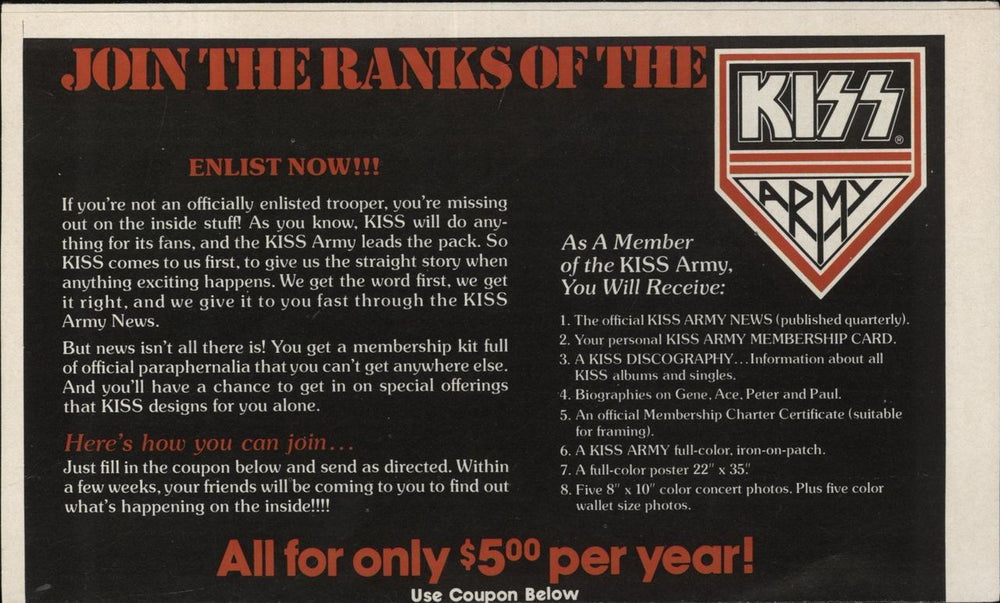 JOIN THE RANKS OF THE
KISS®
ARMY
ENLIST NOW!!!
If you're not an officially enlisted trooper, you're missing
out on the inside stuff! As you know, KISS will do any-
thing for its fans, and the KISS Army leads the pack. So
KISS comes to us first, to give us the straight story when
anything exciting happens. We get the word first, we get
it right, and we give it to you fast through the KISS
Army News.
But news isn't all there is! You get a membership kit full
of official paraphernalia that you can't get anywhere else.
And you'll have a chance to get in on special offerings
that KISS designs for you alone.
Here's how you can join...
Just fill in the coupon below and send as directed. Within
a few weeks, your friends will be coming to you to find out
what's happening on the inside!!!!
As A Member
of the KISS Army,
You Will Receive:
1. The official KISS ARMY NEWS (published quarterly).
2. Your personal KISS ARMY MEMBERSHIP CARD.
3. A KISS DISCOGRAPHY...Information about all
KISS albums and singles.
4. Biographies on Gene, Ace, Peter and Paul.
5. An official Membership Charter Certificate (suitable
for framing).
6. A KISS ARMY full-color, iron-on-patch.
7. A full-color poster 22" x 35".
8. Five 8" x 10" color concert photos. Plus five color
wallet size photos.
All for only $500 per year!
Use Coupon Below